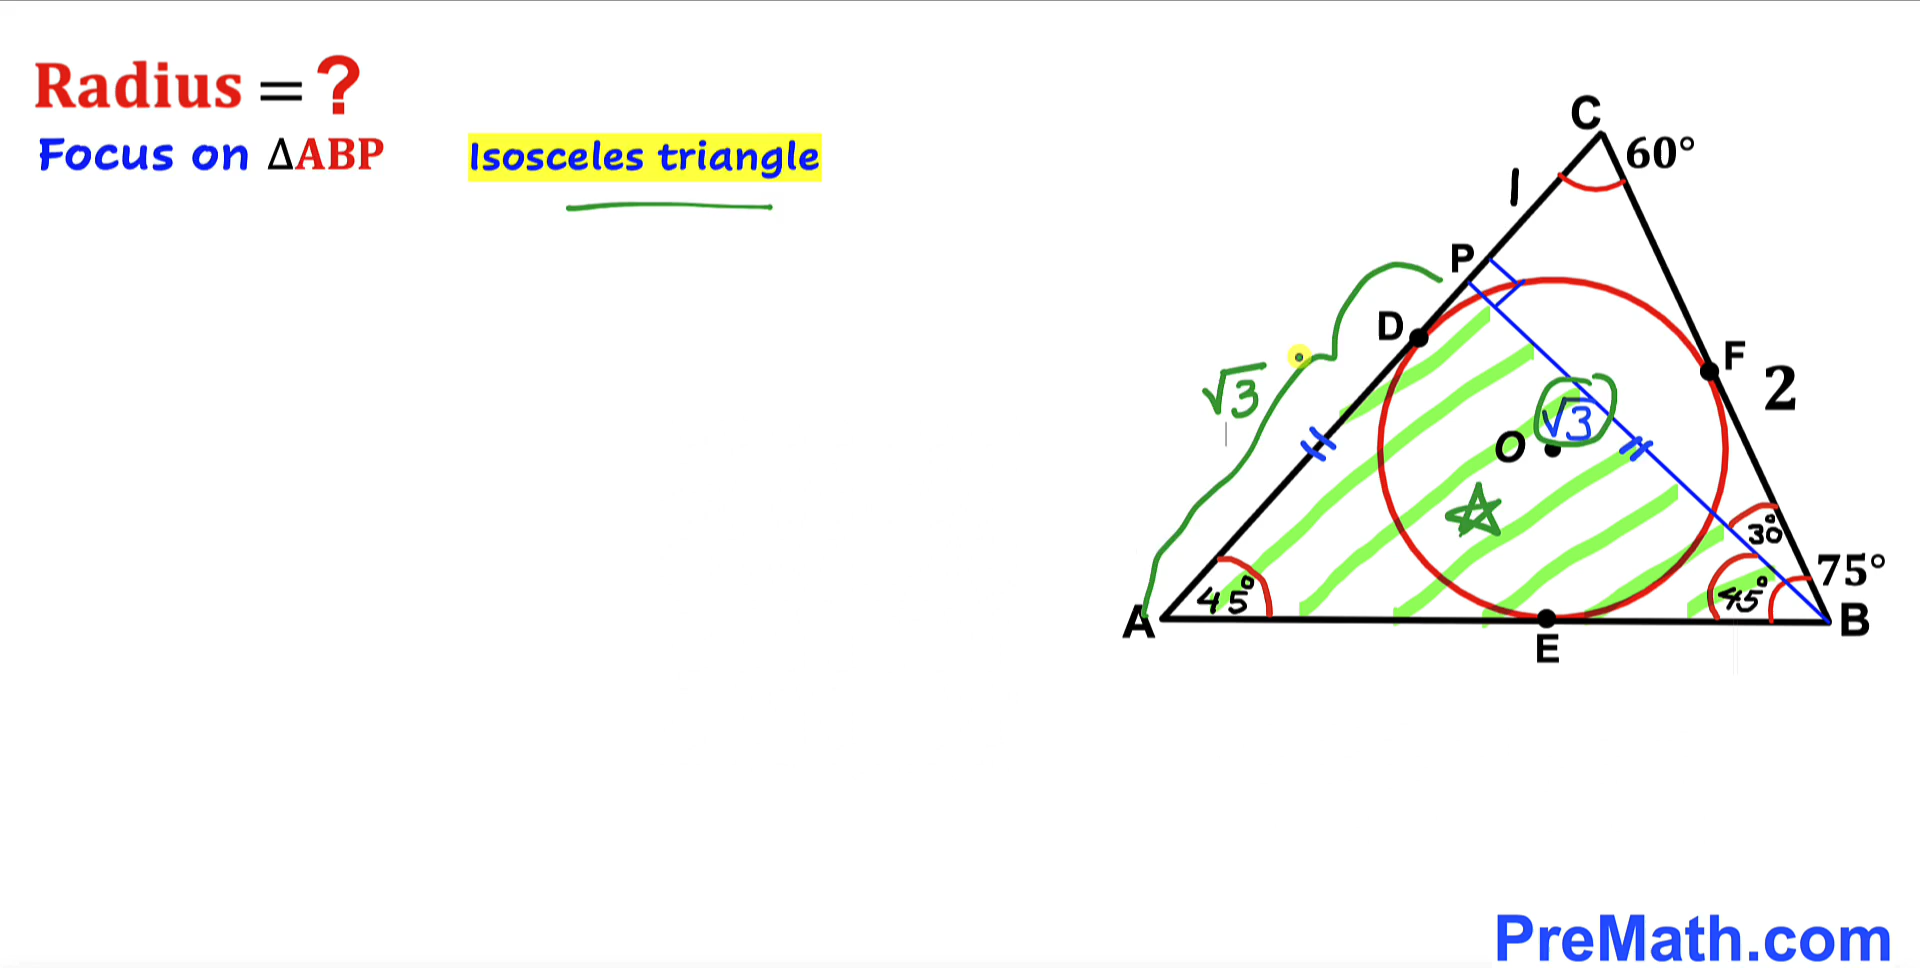 Radius = ?
Focus on ΔABP
Isosceles triangle
C
60°
1
P
D
F
2
√3
√3
O
30°
75°
45°
45°
A
B
E
PreMath.com